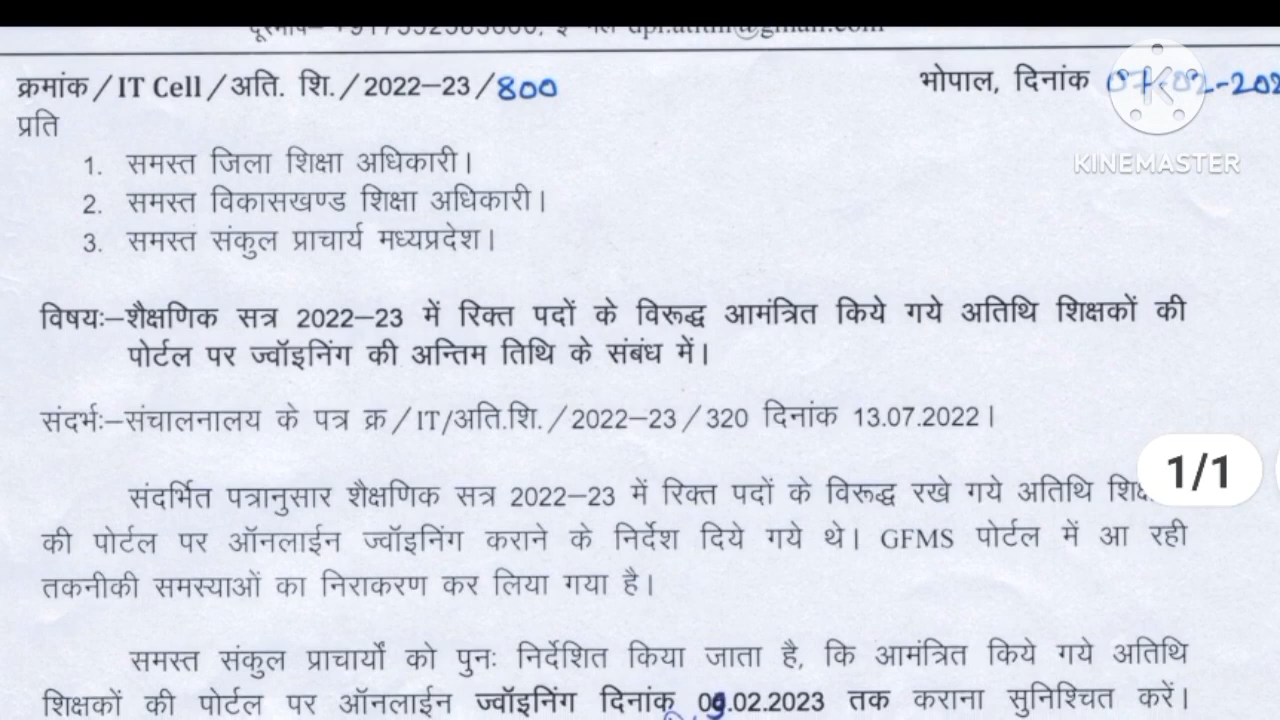 क्रमांक / IT Cell / अति. शि. / 2022–23 / 800 भोपाल, दिनांक 07-02-202
प्रति
1. समस्त जिला शिक्षा अधिकारी।
2. समस्त विकासखण्ड शिक्षा अधिकारी।
3. समस्त संकुल प्राचार्य मध्यप्रदेश।
KINEMASTER
विषयः–शैक्षणिक सत्र 2022–23 में रिक्त पदों के विरूद्ध आमंत्रित किये गये अतिथि शिक्षकों की
पोर्टल पर ज्वॉइनिंग की अन्तिम तिथि के संबंध में।
संदर्भः–संचालनालय के पत्र क्र / IT/अति.शि. / 2022–23 / 320 दिनांक 13.07.2022।
1/1
संदर्भित पत्रानुसार शैक्षणिक सत्र 2022–23 में रिक्त पदों के विरूद्ध रखे गये अतिथि
की पोर्टल पर ऑनलाईन ज्वॉइनिंग कराने के निर्देश दिये गये थे। GFMS पोर्टल में आ रही
तकनीकी समस्याओं का निराकरण कर लिया गया है।
समस्त संकुल प्राचार्यों को पुनः निर्देशित किया जाता है, कि आमंत्रित किये गये अतिथि
शिक्षकों की पोर्टल पर ऑनलाईन ज्वॉइनिंग दिनांक 09.02.2023 तक कराना सुनिश्चित करें।